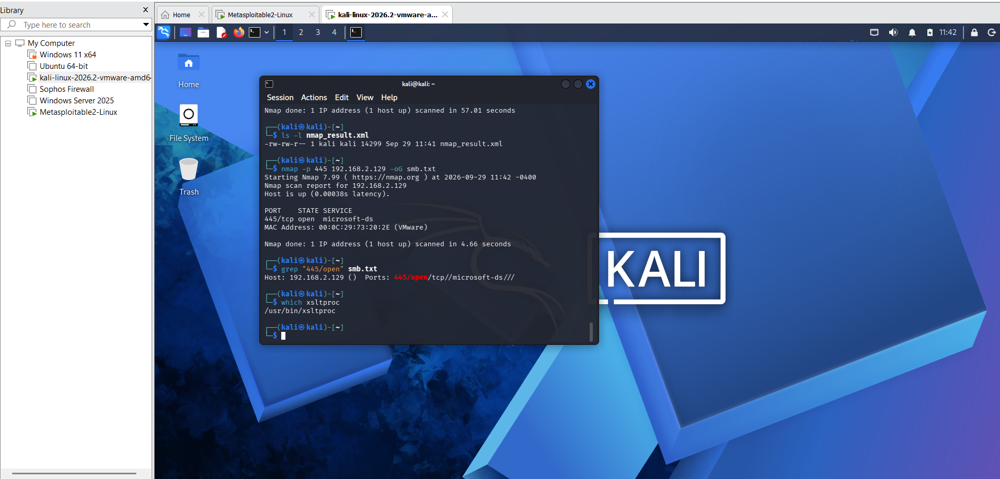 Library
Type here to search
My Computer
Windows 11 x64
Ubuntu 64-bit
kali-linux-2026.2-vmware-amd64
Sophos Firewall
Windows Server 2025
Metasploitable2-Linux
Home
Metasploitable2-Linux
kali-linux-2026.2-vmware-a...
1 2 3 4
11:42
Home
File System
Trash
kali@kali: ~
Session Actions Edit View Help
Nmap done: 1 IP address (1 host up) scanned in 57.01 seconds
┌──(kali㉿kali)-[~]
└─$ ls -l nmap_result.xml
-rw-rw-r-- 1 kali kali 14299 Sep 29 11:41 nmap_result.xml
┌──(kali㉿kali)-[~]
└─$ nmap -p 445 192.168.2.129 -oG smb.txt
Starting Nmap 7.99 ( https://nmap.org ) at 2026-09-29 11:42 -0400
Nmap scan report for 192.168.2.129
Host is up (0.00038s latency).
PORT    STATE SERVICE
445/tcp open  microsoft-ds
MAC Address: 00:0C:29:73:20:2E (VMware)
Nmap done: 1 IP address (1 host up) scanned in 4.66 seconds
┌──(kali㉿kali)-[~]
└─$ grep "445/open" smb.txt
Host: 192.168.2.129 ()  Ports: 445/open/tcp//microsoft-ds///
┌──(kali㉿kali)-[~]
└─$ which xsltproc
/usr/bin/xsltproc
┌──(kali㉿kali)-[~]
└─$
KALI